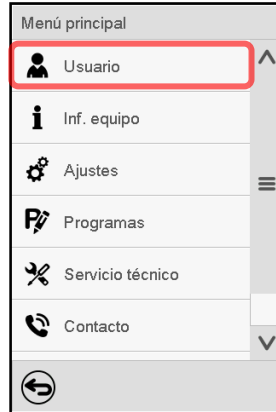 Menú principal
Usuario
Inf. equipo
Ajustes
Programas
Servicio técnico
Contacto